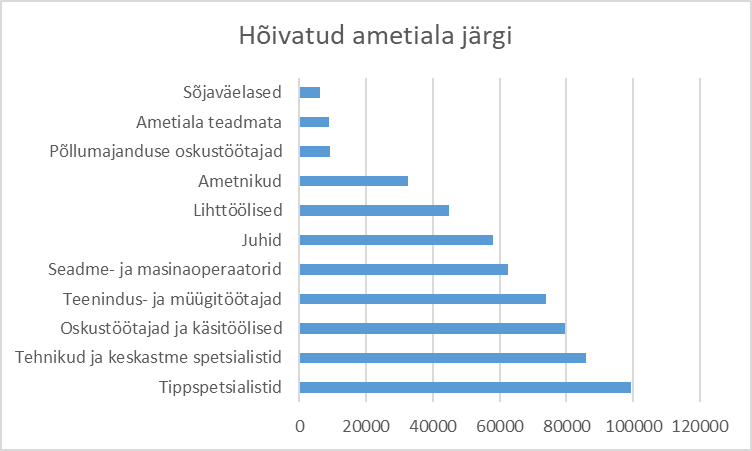 Hõivatud ametiala järgi
Sõjaväelased
Ametiala teadmata
Põllumajanduse oskustöötajad
Ametnikud
Lihttöölised
Juhid
Seadme- ja masinaoperaatorid
Teenindus- ja müügitöötajad
Oskustöötajad ja käsitöölised
Tehnikud ja keskastme spetsialistid
Tippspetsialistid
0 20000 40000 60000 80000 100000 120000